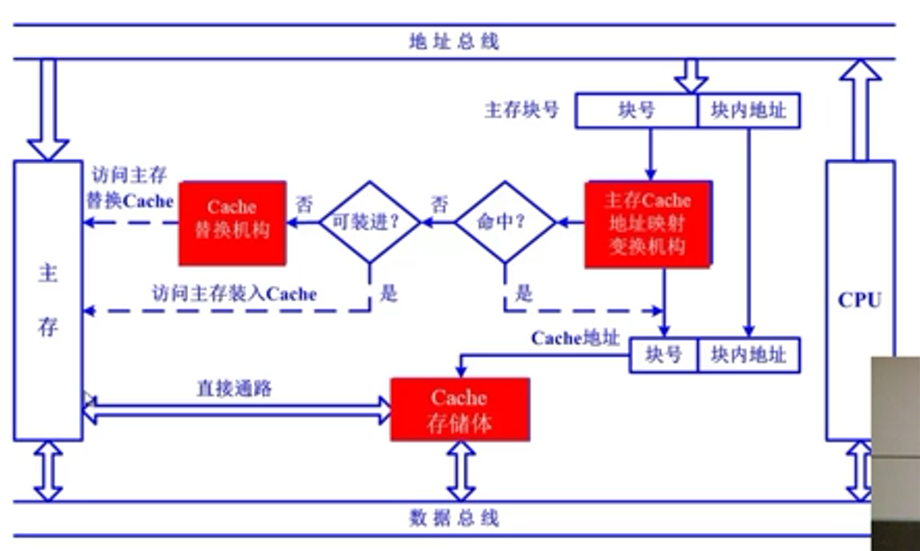 地址总线
主存块号
块号
块内地址
访问主存
替换Cache
Cache
替换机构
否
可装进？
否
命中？
主存Cache
地址映射
变换机构
主
存
访问主存装入Cache
是
是
CPU
Cache地址
块号
块内地址
直接通路
Cache
存储体
数据总线